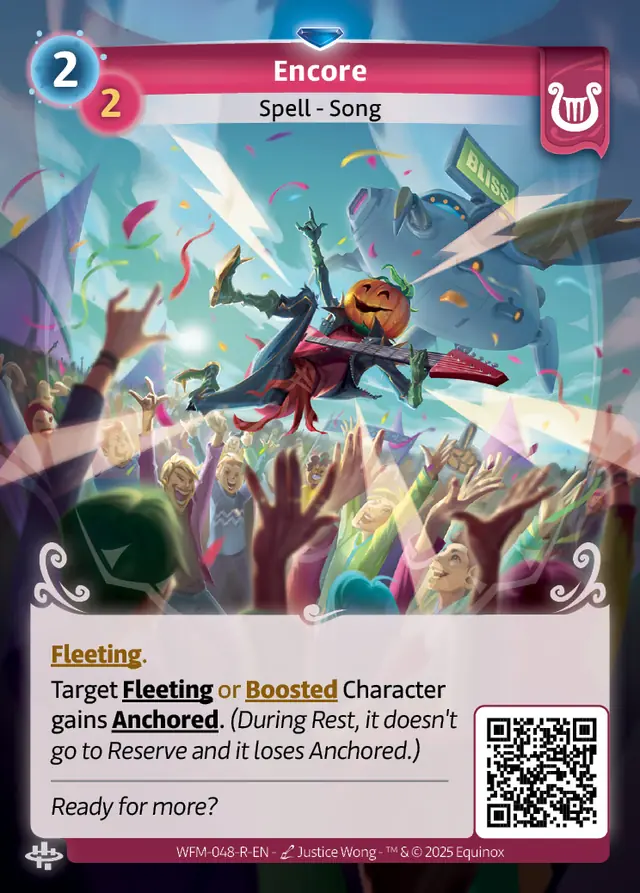 2
Encore
2
Spell - Song
BLISS
Fleeting.
Target Fleeting or Boosted Character
gains Anchored. (During Rest, it doesn't
go to Reserve and it loses Anchored.)
Ready for more?
WFM-048-R-EN - Justice Wong - ™ & © 2025 Equinox